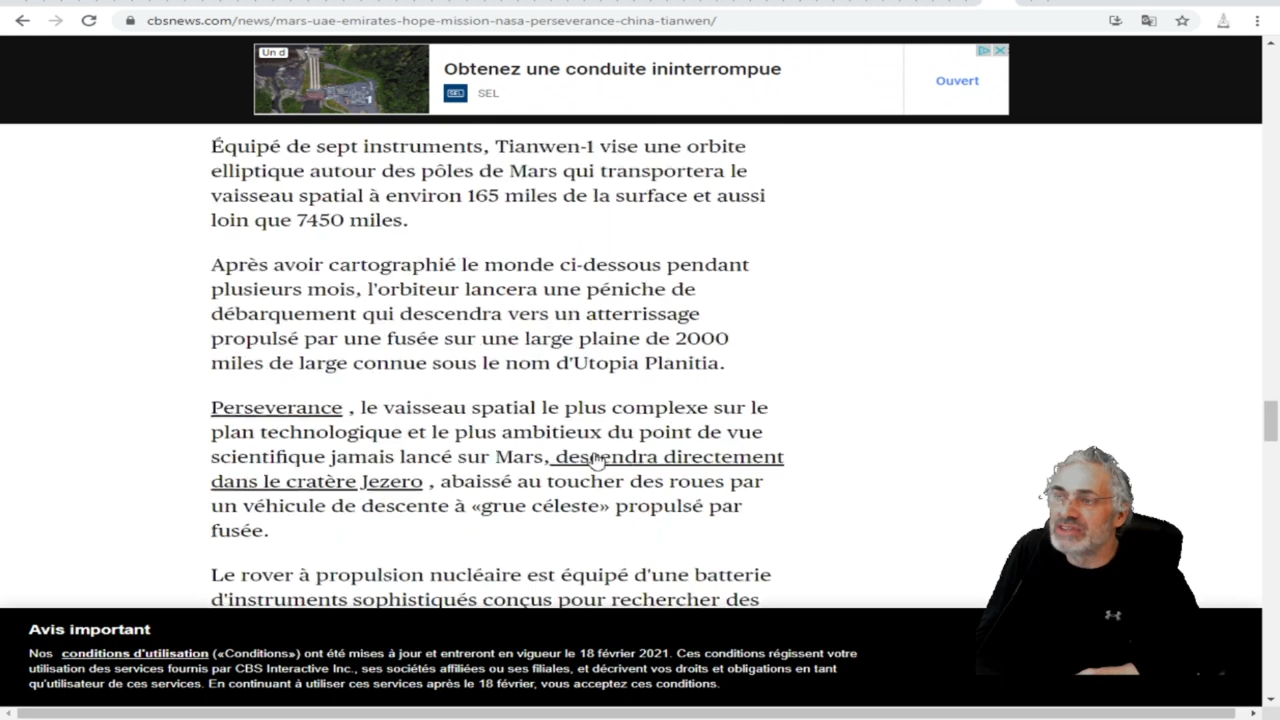 cbsnews.com/news/mars-uae-emirates-hope-mission-nasa-perseverance-china-tianwen/
Un d
Obtenez une conduite ininterrompue
SEL
SEL
Ouvert
Équipé de sept instruments, Tianwen-1 vise une orbite
elliptique autour des pôles de Mars qui transportera le
vaisseau spatial à environ 165 miles de la surface et aussi
loin que 7450 miles.
Après avoir cartographié le monde ci-dessous pendant
plusieurs mois, l'orbiteur lancera une péniche de
débarquement qui descendra vers un atterrissage
propulsé par une fusée sur une large plaine de 2000
miles de large connue sous le nom d'Utopia Planitia.
Perseverance , le vaisseau spatial le plus complexe sur le
plan technologique et le plus ambitieux du point de vue
scientifique jamais lancé sur Mars, descendra directement
dans le cratère Jezero , abaissé au toucher des roues par
un véhicule de descente à «grue céleste» propulsé par
fusée.
Le rover à propulsion nucléaire est équipé d'une batterie
d'instruments sophistiqués conçus pour rechercher des
Avis important
Nos conditions d'utilisation («Conditions») ont été mises à jour et entreront en vigueur le 18 février 2021. Ces conditions régissent votre
utilisation des services fournis par CBS Interactive Inc., ses sociétés affiliées ou ses filiales, et décrivent vos droits et obligations en tant
qu'utilisateur de ces services. En continuant à utiliser ces services après le 18 février, vous acceptez ces conditions.